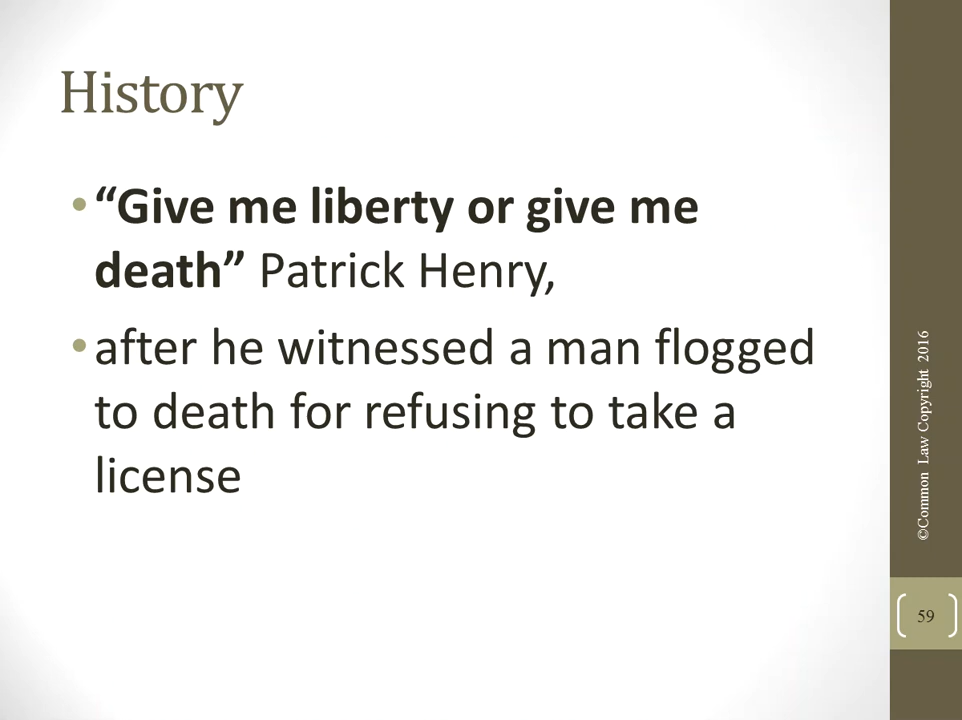 History
• “Give me liberty or give me
death” Patrick Henry,
• after he witnessed a man flogged
to death for refusing to take a
license
©Common Law Copyright 2016
59